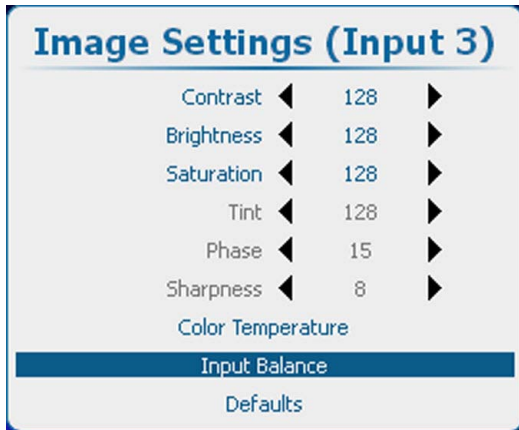 Image Settings (Input 3)
Contrast 128
Brightness 128
Saturation 128
Tint 128
Phase 15
Sharpness 8
Color Temperature
Input Balance
Defaults